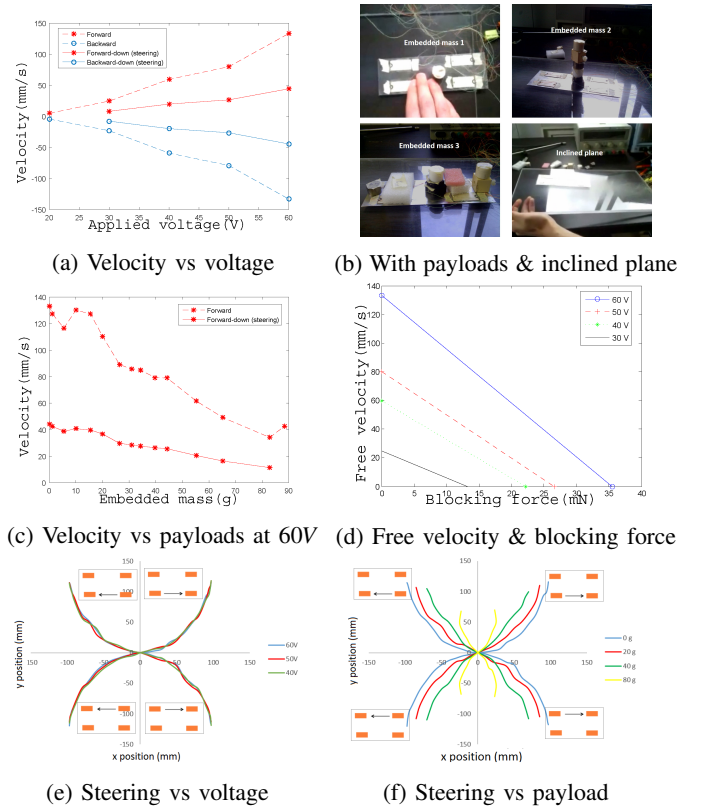 150
100
50
0
-50
-100
-150
20 25 30 35 40 45 50 55 60
Velocity(mm/s)
Applied voltage(V)
Forward
Backward
Forward-down (steering)
Backward-down (steering)
(a) Velocity vs voltage
Embedded mass 1
Embedded mass 2
Embedded mass 3
Inclined plane
(b) With payloads & inclined plane
140
120
100
80
60
40
20
0
0 10 20 30 40 50 60 70 80 90
Velocity(mm/s)
Embedded mass(g)
Forward
Forward-down (steering)
(c) Velocity vs payloads at 60V
140
120
100
80
60
40
20
0
0 5 10 15 20 25 30 35 40
Free velocity(mm/s)
Blocking force(mN)
60 V
50 V
40 V
30 V
(d) Free velocity & blocking force
150
100
50
0
-50
-100
-150
-150 -100 -50 0 50 100 150
y position (mm)
x position (mm)
60V
50V
40V
(e) Steering vs voltage
150
100
50
0
-50
-100
-150
-150 -100 -50 0 50 100 150
y position (mm)
x position (mm)
0 g
20 g
40 g
80 g
(f) Steering vs payload